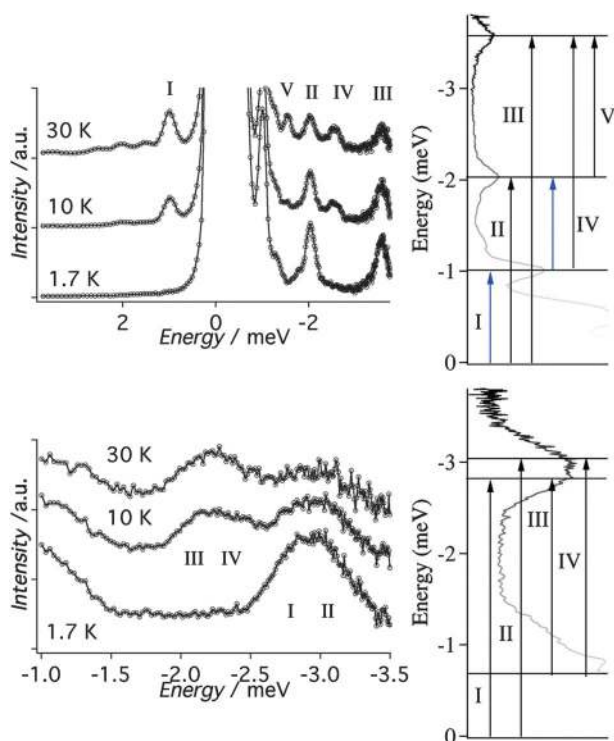 I
V II IV III
30 K
10 K
1.7 K
Intensity /a.u.
2 0 -2
Energy / meV
Energy (meV)
-3
-2
-1
0
III
V
II
IV
I
30 K
10 K
III IV
I II
1.7 K
Intensity /a.u.
-1.0 -1.5 -2.0 -2.5 -3.0 -3.5
Energy / meV
Energy (meV)
-3
-2
-1
0
III
IV
II
I